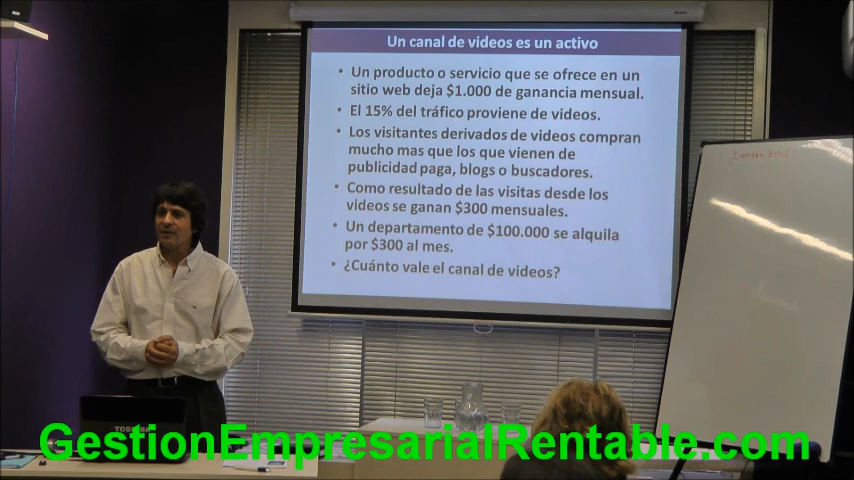 Un canal de videos es un activo
• Un producto o servicio que se ofrece en un
sitio web deja $1.000 de ganancia mensual.
• El 15% del tráfico proviene de videos.
• Los visitantes derivados de videos compran
mucho mas que los que vienen de
publicidad paga, blogs o buscadores.
• Como resultado de las visitas desde los
videos se ganan $300 mensuales.
• Un departamento de $100.000 se alquila
por $300 al mes.
• ¿Cuánto vale el canal de videos?
¡Bienvenidos!
TOSHIBA
GestionEmpresarialRentable.com